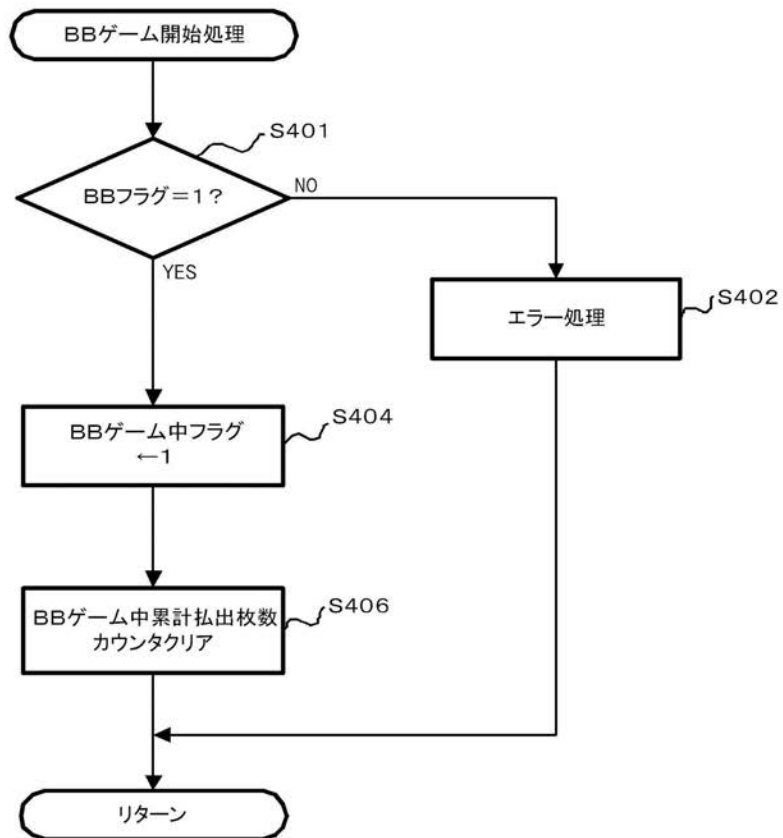 BBゲーム開始処理
S401
BBフラグ＝1？
NO
YES
エラー処理
S402
BBゲーム中フラグ
←1
S404
BBゲーム中累計払出枚数
カウンタクリア
S406
リターン